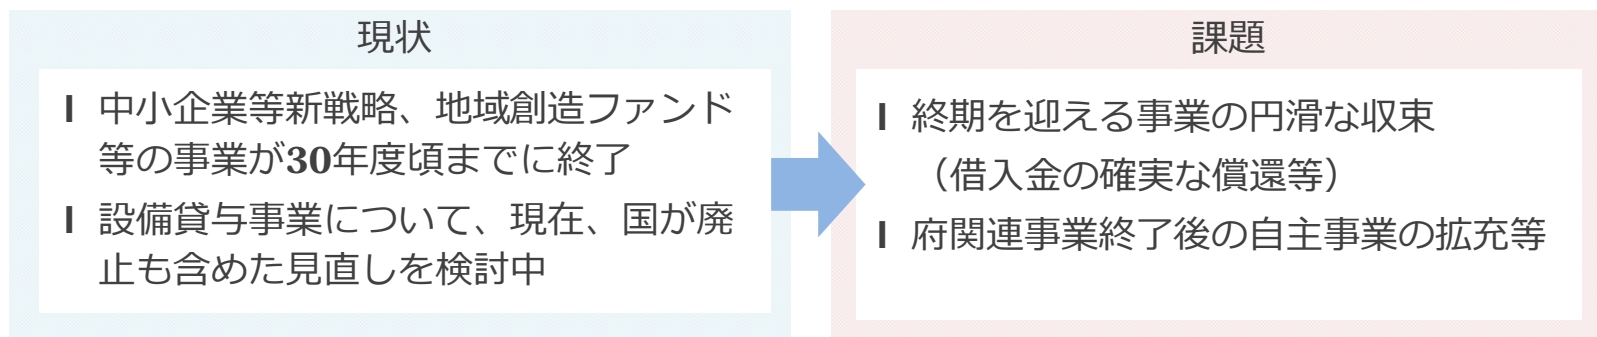 現状
l 中小企業等新戦略、地域創造ファンド
等の事業が30年度頃までに終了
l 設備貸与事業について、現在、国が廃
止も含めた見直しを検討中
課題
l 終期を迎える事業の円滑な収束
（借入金の確実な償還等）
l 府関連事業終了後の自主事業の拡充等